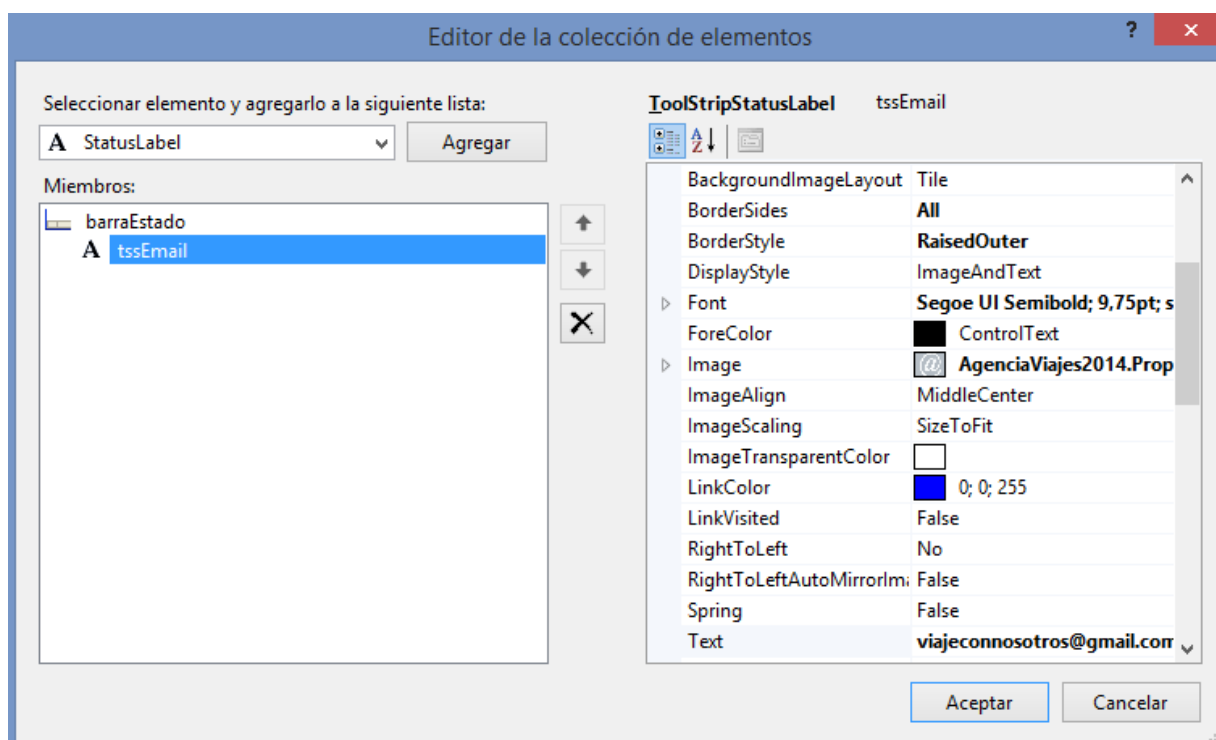 Editor de la colección de elementos
?
Seleccionar elemento y agregarlo a la siguiente lista:
A StatusLabel
Agregar
Miembros:
barraEstado
A tssEmail
ToolStripStatusLabel tssEmail
A
Z
BackgroundImageLayout Tile
BorderSides All
BorderStyle RaisedOuter
DisplayStyle ImageAndText
Font Segoe UI Semibold; 9,75pt; s
ForeColor ControlText
Image @ AgenciaViajes2014.Prop
ImageAlign MiddleCenter
ImageScaling SizeToFit
ImageTransparentColor
LinkColor 0; 0; 255
LinkVisited False
RightToLeft No
RightToLeftAutoMirrorIma False
Spring False
Text viajeconnosotros@gmail.com
Aceptar
Cancelar